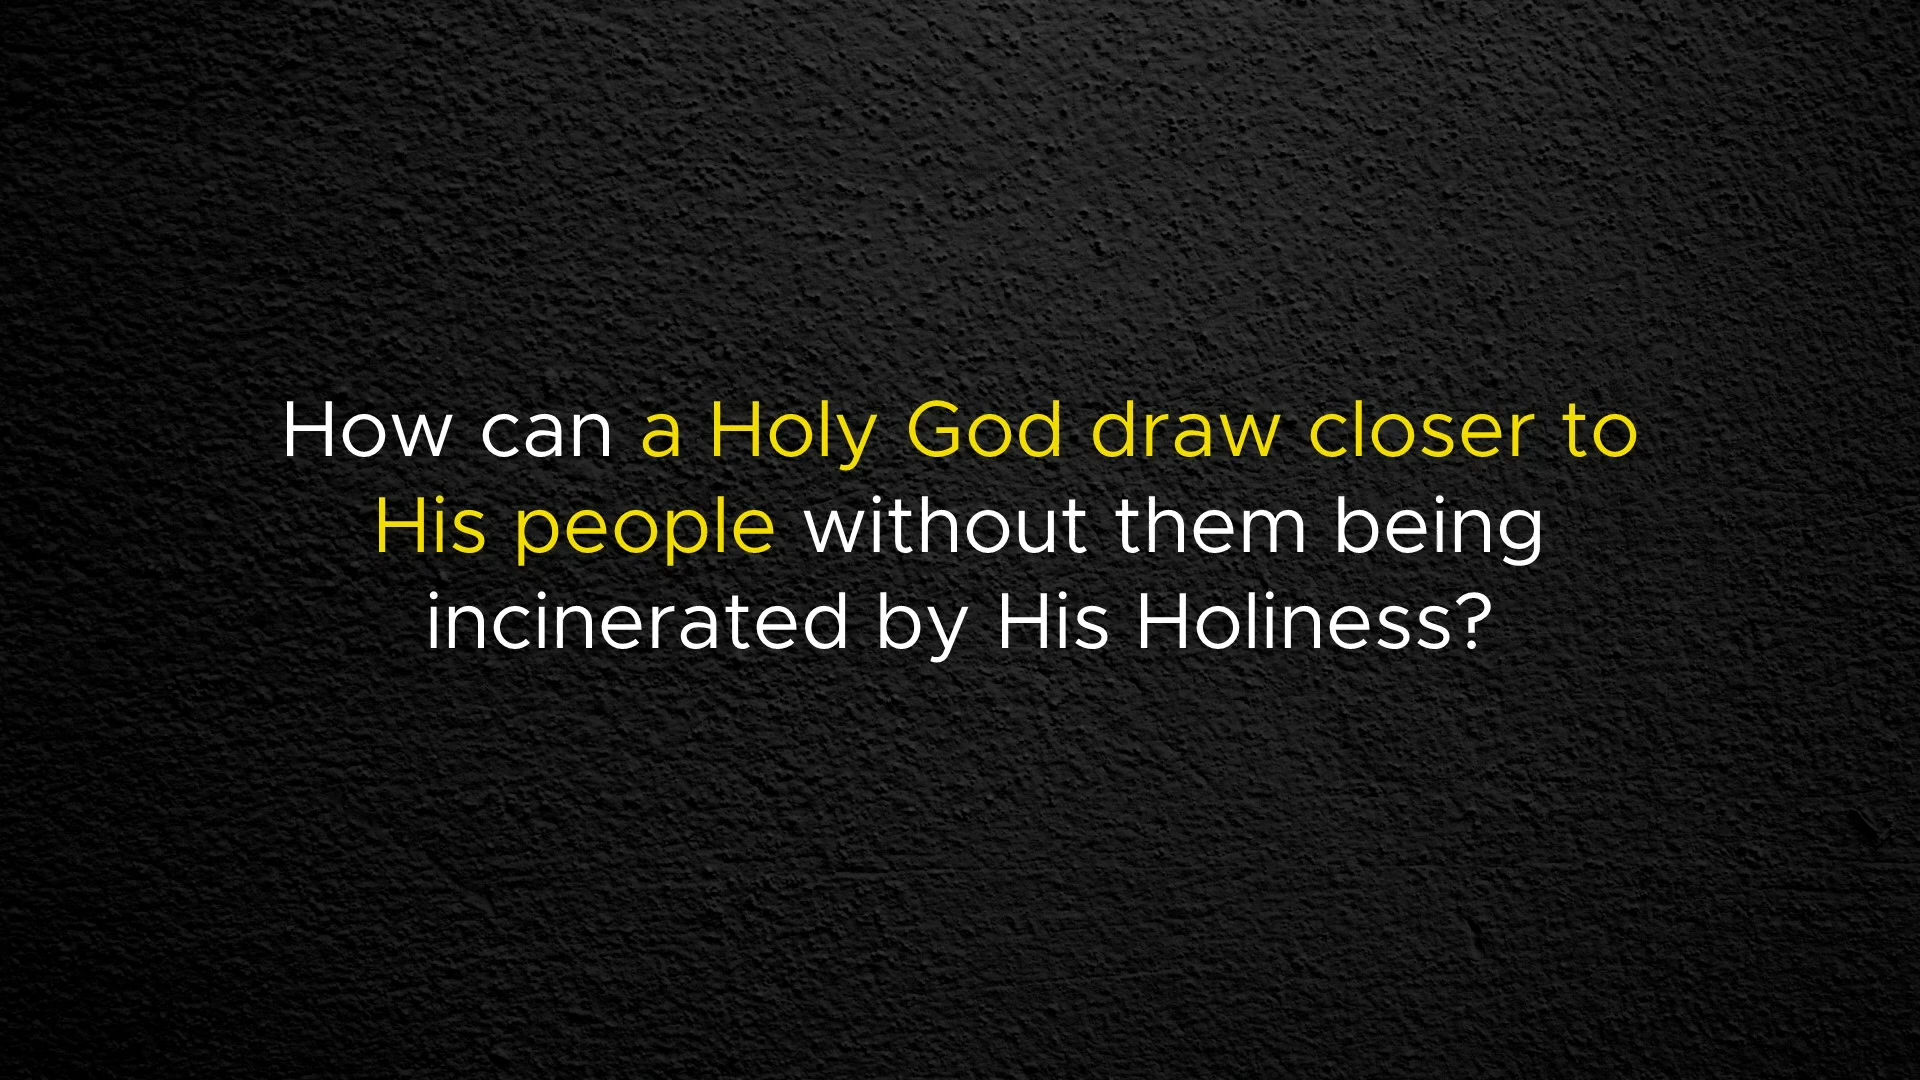 How can a Holy God draw closer to
His people without them being
incinerated by His Holiness?